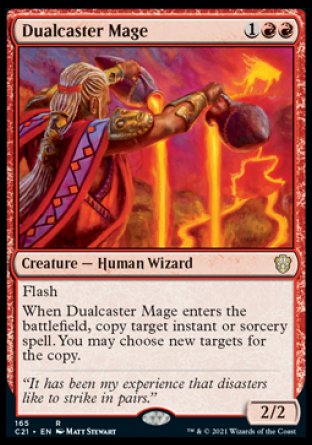 Dualcaster Mage 1
Creature — Human Wizard
Flash
When Dualcaster Mage enters the
battlefield, copy target instant or sorcery
spell. You may choose new targets for
the copy.
"It has been my experience that disasters
like to strike in pairs."
2/2
165 R
C21 • EN MATT STEWART
™ & © 2021 Wizards of the Coast